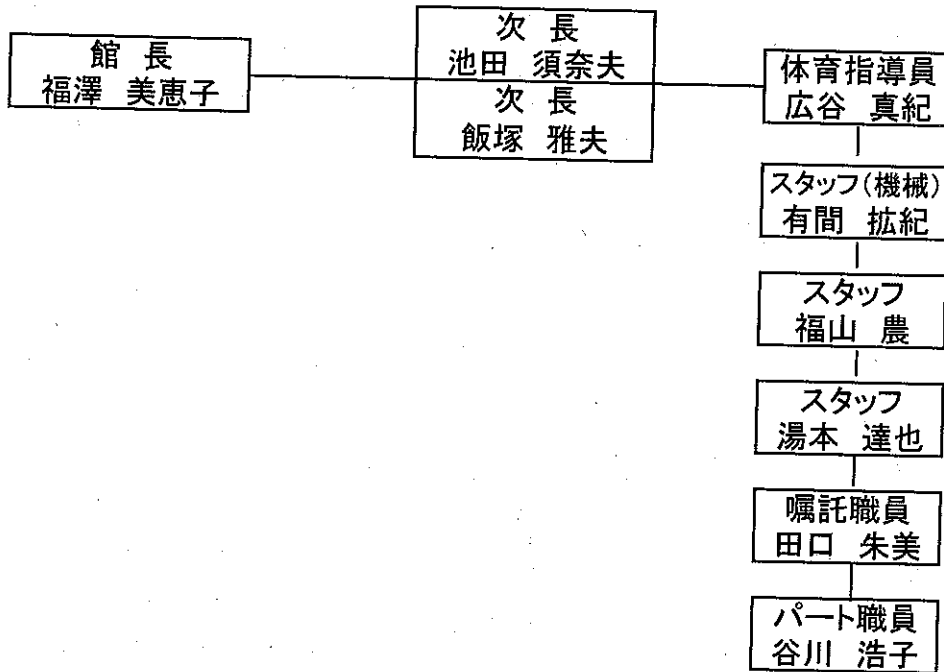 館 長
福澤 美恵子
次 長
池田 須奈夫
次 長
飯塚 雅夫
体育指導員
広谷 真紀
スタッフ(機械)
有間 拡紀
スタッフ
福山 農
スタッフ
湯本 達也
嘱託職員
田口 朱美
パート職員
谷川 浩子